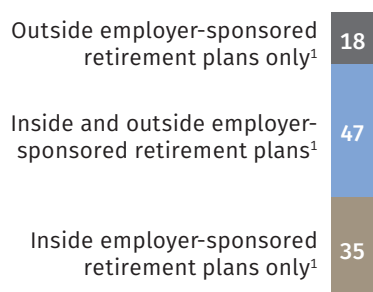 Outside employer-sponsored
retirement plans only¹
18
Inside and outside employer-
sponsored retirement plans¹
47
Inside employer-sponsored
retirement plans only¹
35